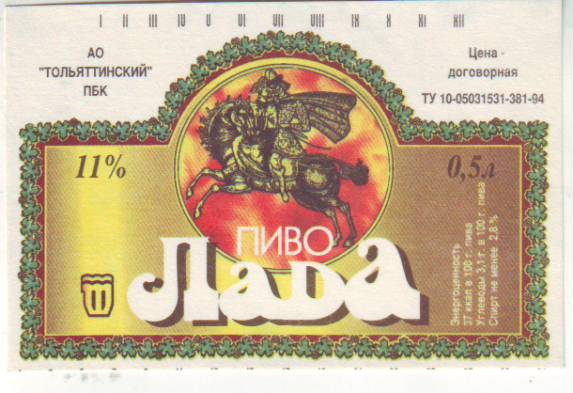 I II III IV V VI VII VIII IX X XI XII
АО
"ТОЛЬЯТТИНСКИЙ"
ПБК
Цена -
договорная
ТУ 10-05031531-381-94
11%
0,5л
ПИВО
Лада
Энергоценность
37 ккал в 100 г. пива
Углеводы 3,1 г. в 100 г. пива
Спирт не менее 2,8 %